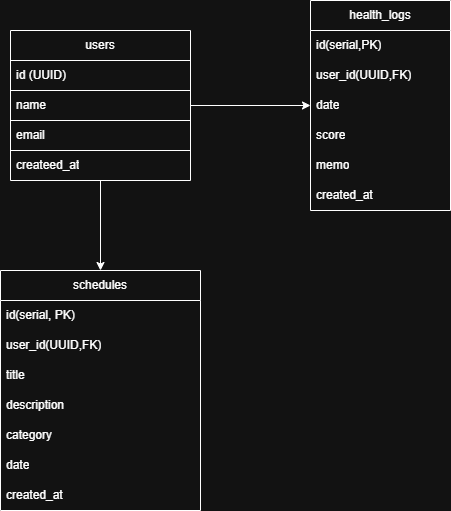 users
id (UUID)
name
email
createed_at
health_logs
id(serial,PK)
user_id(UUID,FK)
date
score
memo
created_at
schedules
id(serial, PK)
user_id(UUID,FK)
title
description
category
date
created_at